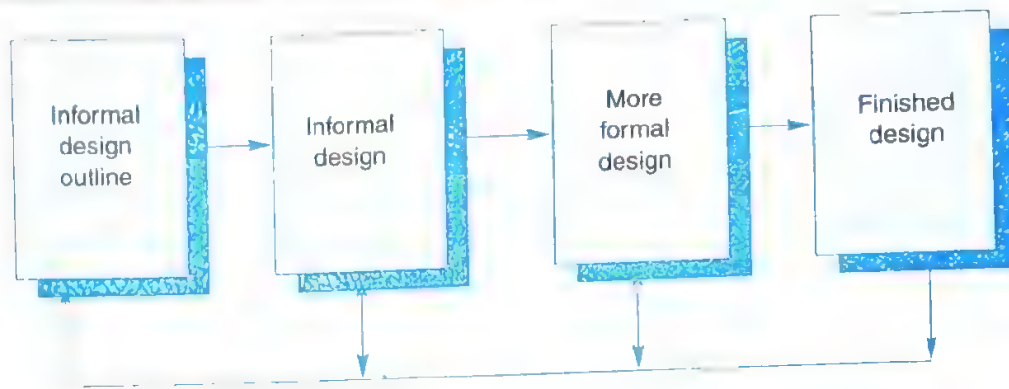 Informal
design
outline
Informal
design
More
formal
design
Finished
design